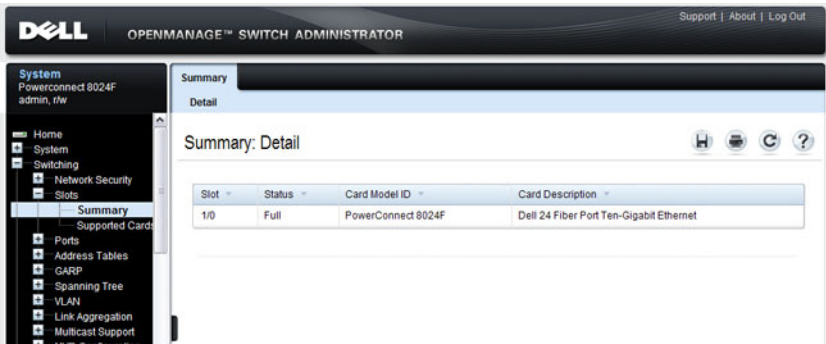 Support | About | Log Out
DELL
OPENMANAGE™ SWITCH ADMINISTRATOR
System
Powerconnect 8024F
admin, r/w
Home
System
Switching
Network Security
Slots
Summary
Supported Cards
Ports
Address Tables
GARP
Spanning Tree
VLAN
Link Aggregation
Multicast Support
Summary
Detail
Summary: Detail
Slot Status Card Model ID Card Description
1/0 Full PowerConnect 8024F Dell 24 Fiber Port Ten-Gigabit Ethernet